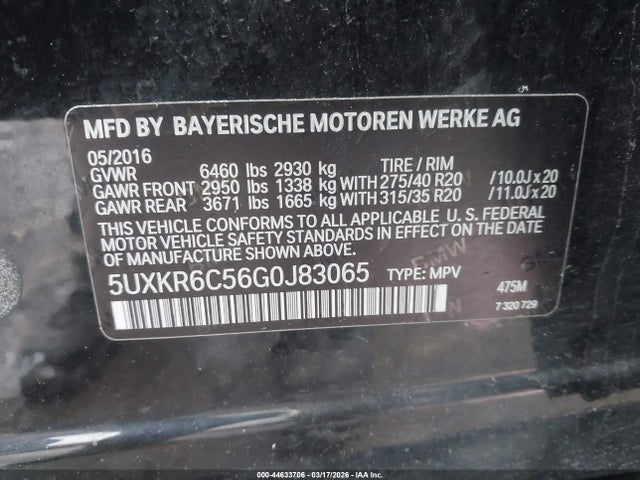 MFD BY BAYERISCHE MOTOREN WERKE AG
05/2016
GVWR 6460 lbs 2930 kg TIRE / RIM
GAWR FRONT 2950 lbs 1338 kg WITH 275/40 R20 /10.0J x 20
GAWR REAR 3671 lbs 1665 kg WITH 315/35 R20 /11.0J x 20
THIS VEHICLE CONFORMS TO ALL APPLICABLE U. S. FEDERAL
MOTOR VEHICLE SAFETY STANDARDS IN EFFECT ON THE DATE
OF MANUFACTURE SHOWN ABOVE.
5UXKR6C56G0J83065 TYPE: MPV 475M
7 320 729
000-44633706 - 03/17/2026 - Copyright IAA, Inc.